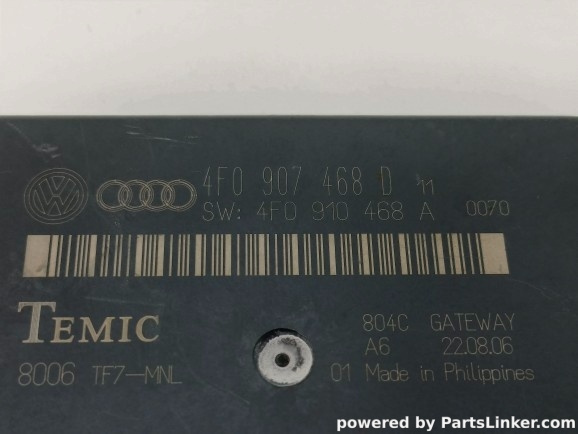 4F0 907 468 D 11
SW: 4F0 910 468 A 0070
TEMIC
804C GATEWAY
A6 22.08.06
8006 TF7-MNL
01 Made in Philippines
powered by PartsLinker.com